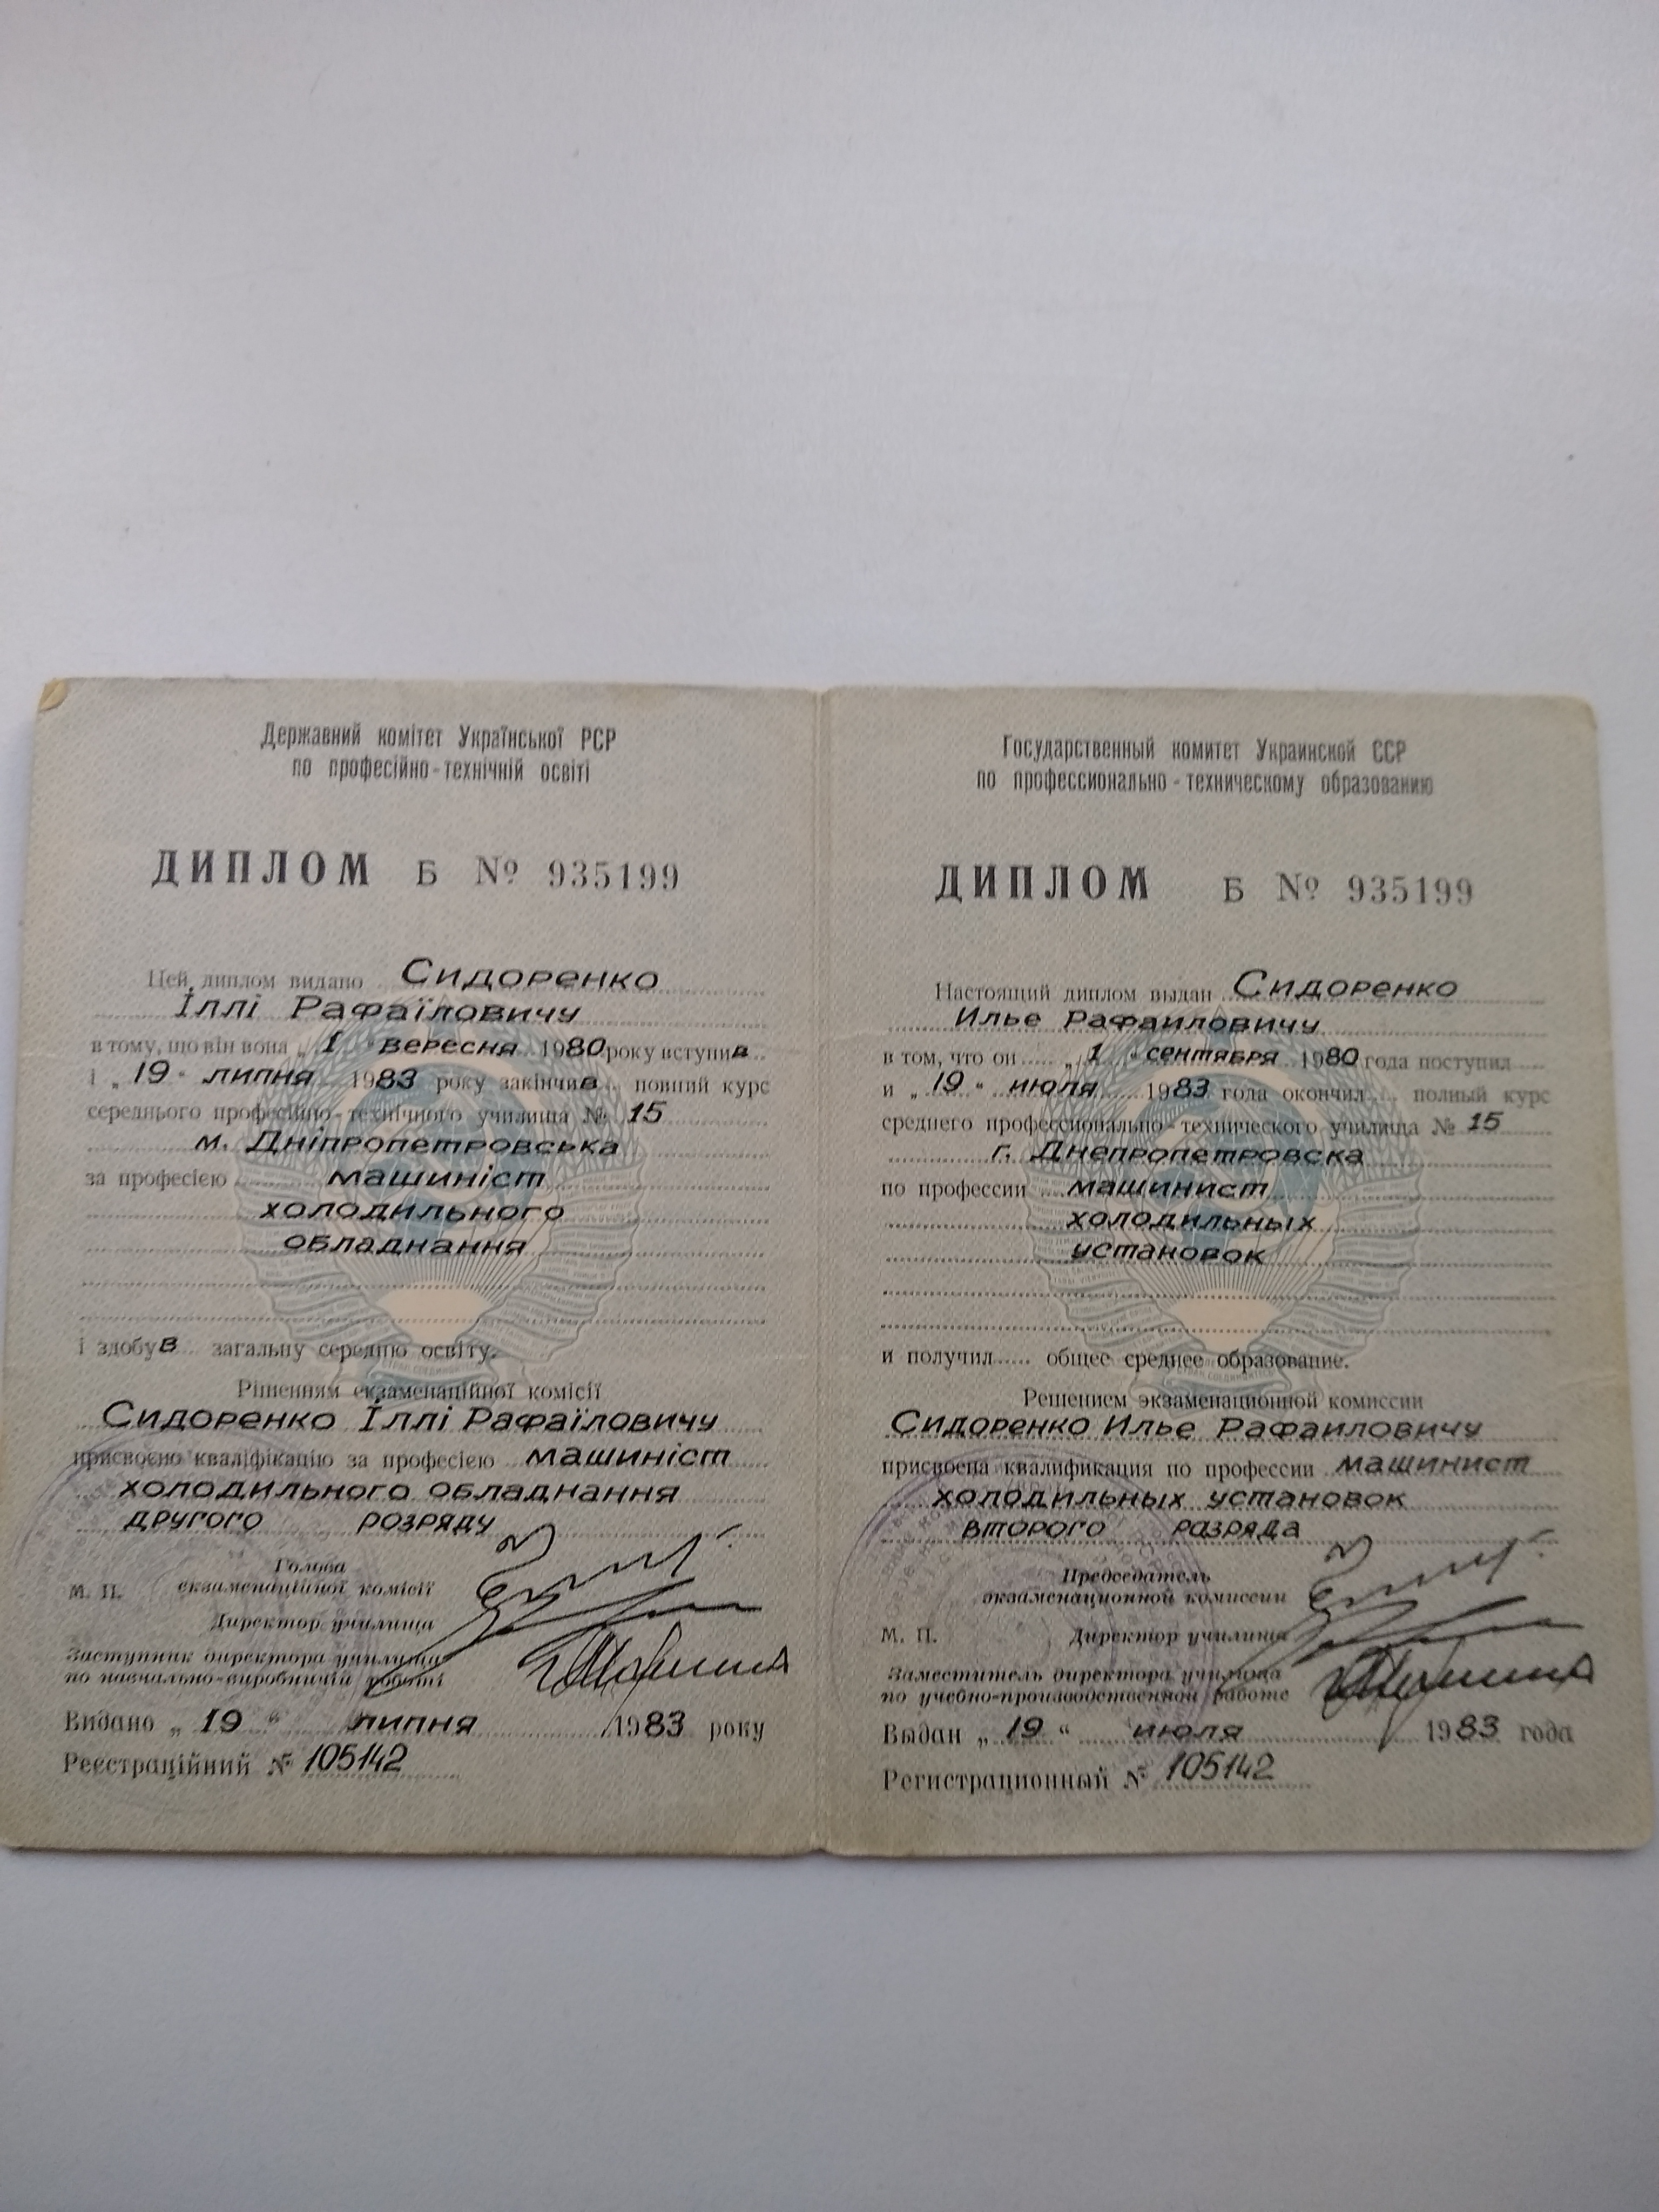 Державний комітет Української РСР
по професійно-технічній освіті
ДИПЛОМ Б № 935199
Цей диплом видано Сидоренко
Іллі Рафаїловичу
в тому, що він вона „ 1 " вересня 1980 року вступив
і „ 19 " липня 1983 року закінчив повний курс
середнього професійно-технічного училища № 15
м. Дніпропетровська
за професією машиніст
холодильного
обладнання
і здобув загальну середню освіту.
Рішенням екзаменаційної комісії
Сидоренко Іллі Рафаїловичу
присвоєно кваліфікацію за професією машиніст
холодильного обладнання
другого розряду
Голова
М. П. екзаменаційної комісії
Директор училища
Заступник директора училища
по навчально-виробничій роботі
Видано „ 19 “ липня 1983 року
Реєстраційний № 105142
Государственный комитет Украинской ССР
по профессионально-техническому образованию
ДИПЛОМ Б № 935199
Настоящий диплом выдан Сидоренко
Илье Рафаиловичу
в том, что он „ 1 “ сентября 1980 года поступил
и „ 19 “ июля 1983 года окончил полный курс
среднего профессионально-технического училища № 15
г. Днепропетровска
по профессии машинист
холодильных
установок
и получил общее среднее образование.
Решением экзаменационной комиссии
Сидоренко Илье Рафаиловичу
присвоена квалификация по профессии машинист
холодильных установок
второго разряда
Председатель
экзаменационной комиссии
М. П. Директор училища
Заместитель директора училища
по учебно-производственной работе
Выдан „ 19 “ июля 1983 года
Регистрационный № 105142